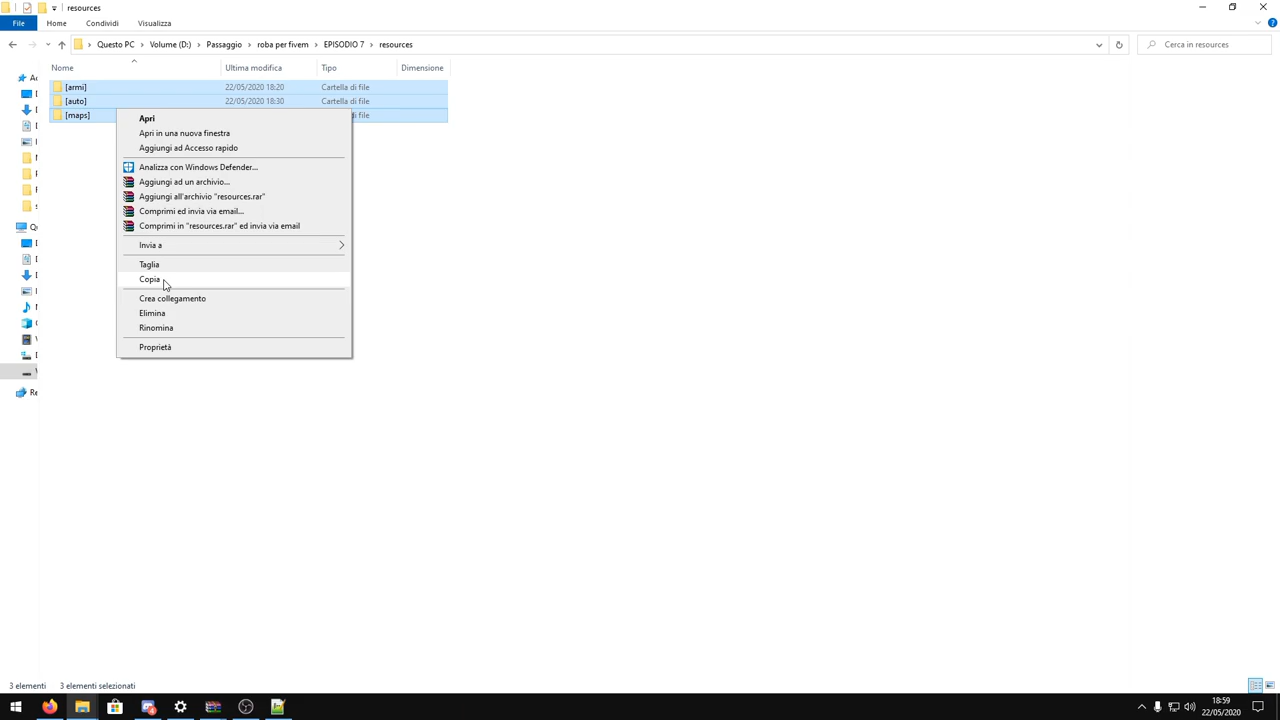 resources
File Home Condividi Visualizza
Questo PC Volume (D:) Passaggio roba per fivem EPISODIO 7 resources
Cerca in resources
Nome Ultima modifica Tipo Dimensione
[armi] 22/05/2020 18:20 Cartella di file
[auto] 22/05/2020 18:30 Cartella di file
[maps] di file
Apri
Apri in una nuova finestra
Aggiungi ad Accesso rapido
Analizza con Windows Defender...
Aggiungi ad un archivio...
Aggiungi all'archivio "resources.rar"
Comprimi ed invia via email...
Comprimi in "resources.rar" ed invia via email
Invia a
Taglia
Copia
Crea collegamento
Elimina
Rinomina
Proprietà
3 elementi 3 elementi selezionati
18:59
22/05/2020